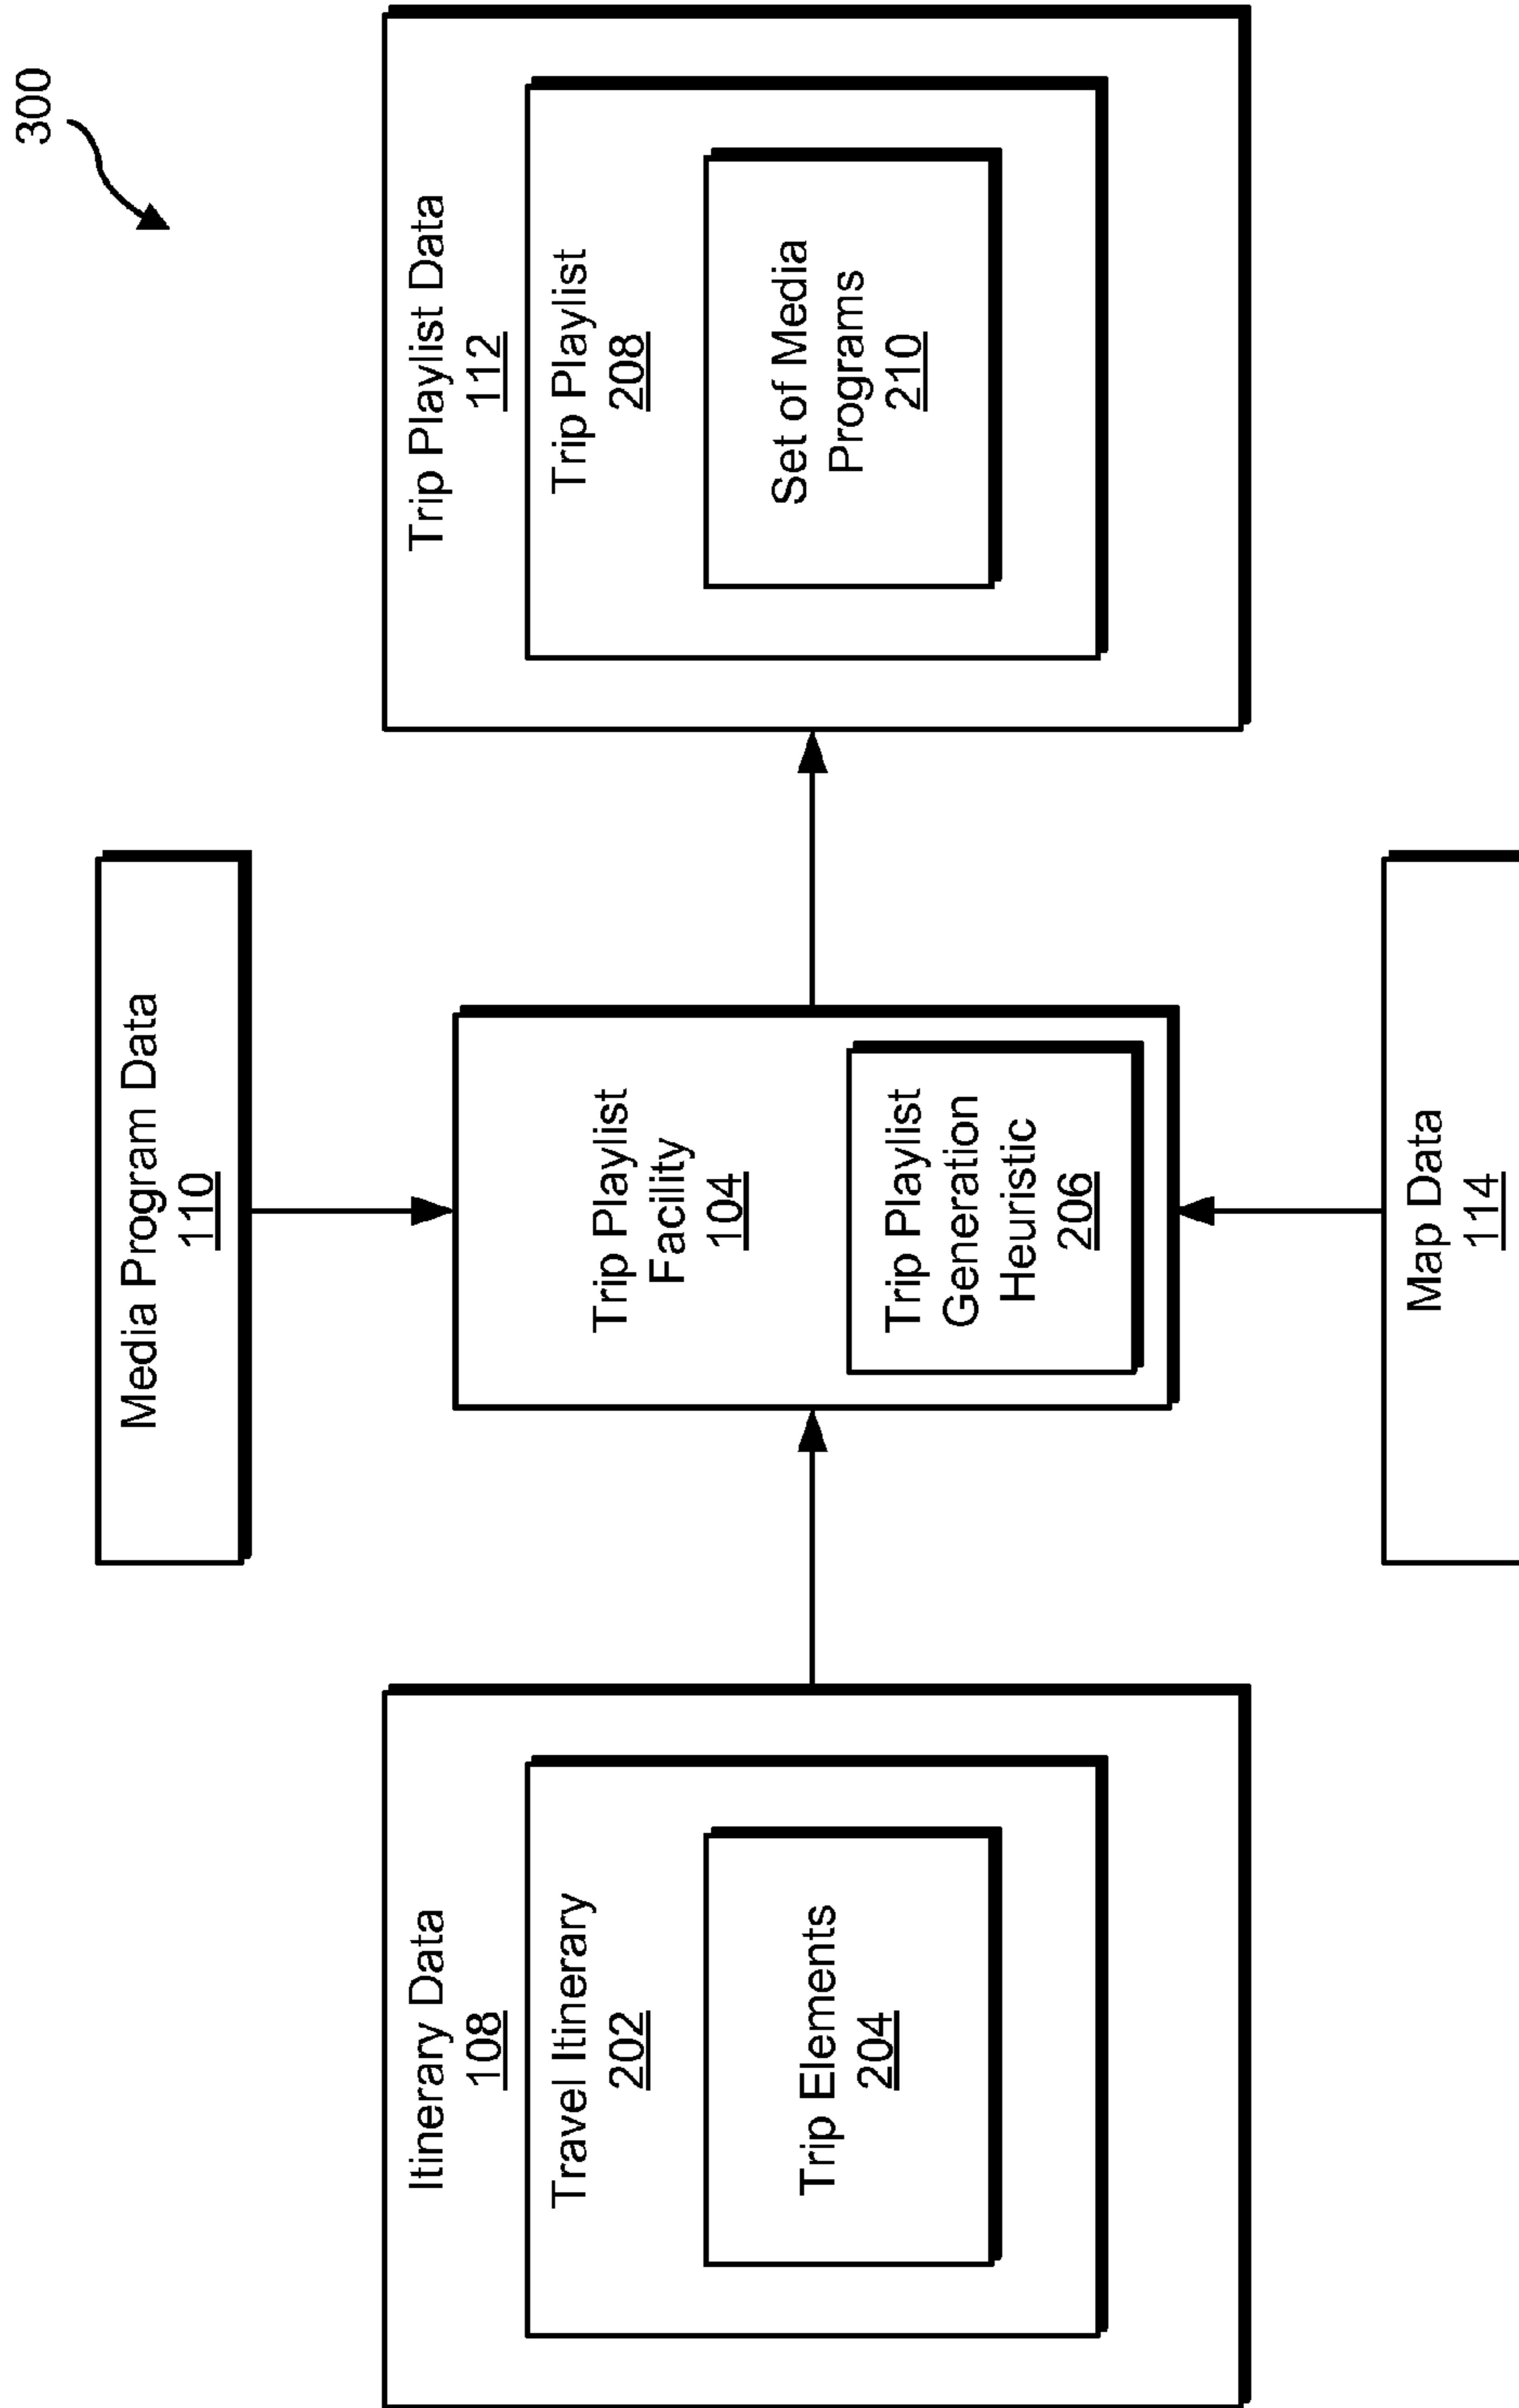 300
Media Program Data
110
Itinerary Data
108
Travel Itinerary
202
Trip Elements
204
Trip Playlist
Facility
104
Trip Playlist
Generation
Heuristic
206
Trip Playlist Data
112
Trip Playlist
208
Set of Media
Programs
210
Map Data
114